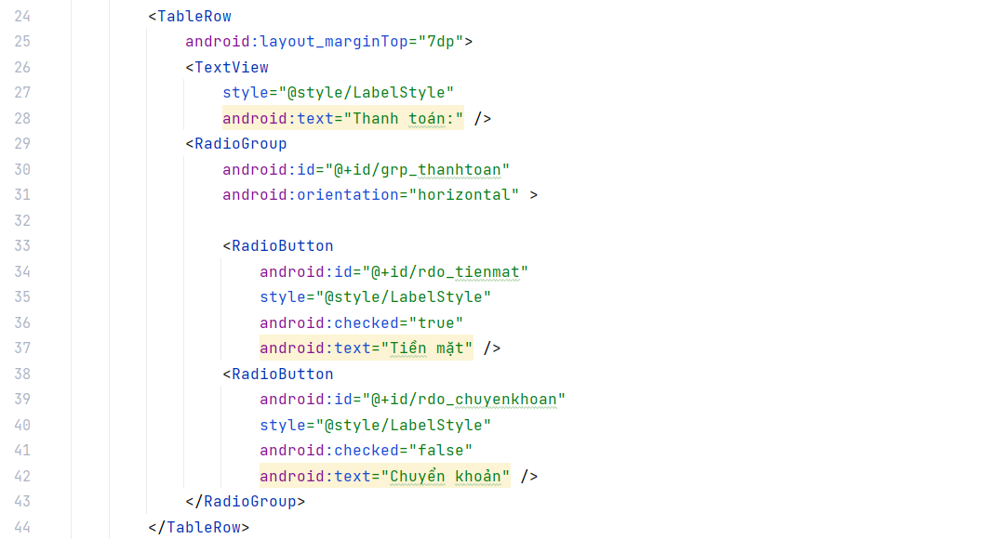 24 <TableRow
25 android:layout_marginTop="7dp">
26 <TextView
27 style="@style/LabelStyle"
28 android:text="Thanh toán:" />
29 <RadioGroup
30 android:id="@+id/grp_thanhtoan"
31 android:orientation="horizontal" >
32
33 <RadioButton
34 android:id="@+id/rdo_tienmat"
35 style="@style/LabelStyle"
36 android:checked="true"
37 android:text="Tiền mặt" />
38 <RadioButton
39 android:id="@+id/rdo_chuyenkhoan"
40 style="@style/LabelStyle"
41 android:checked="false"
42 android:text="Chuyển khoản" />
43 </RadioGroup>
44 </TableRow>